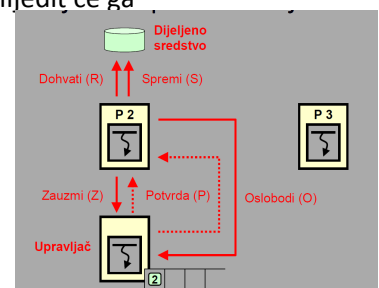 Dijeljeno
sredstvo
Dohvati (R) Spremi (S)
P 2
P 3
Zauzmi (Z) Potvrda (P) Oslobodi (O)
Upravljač
2